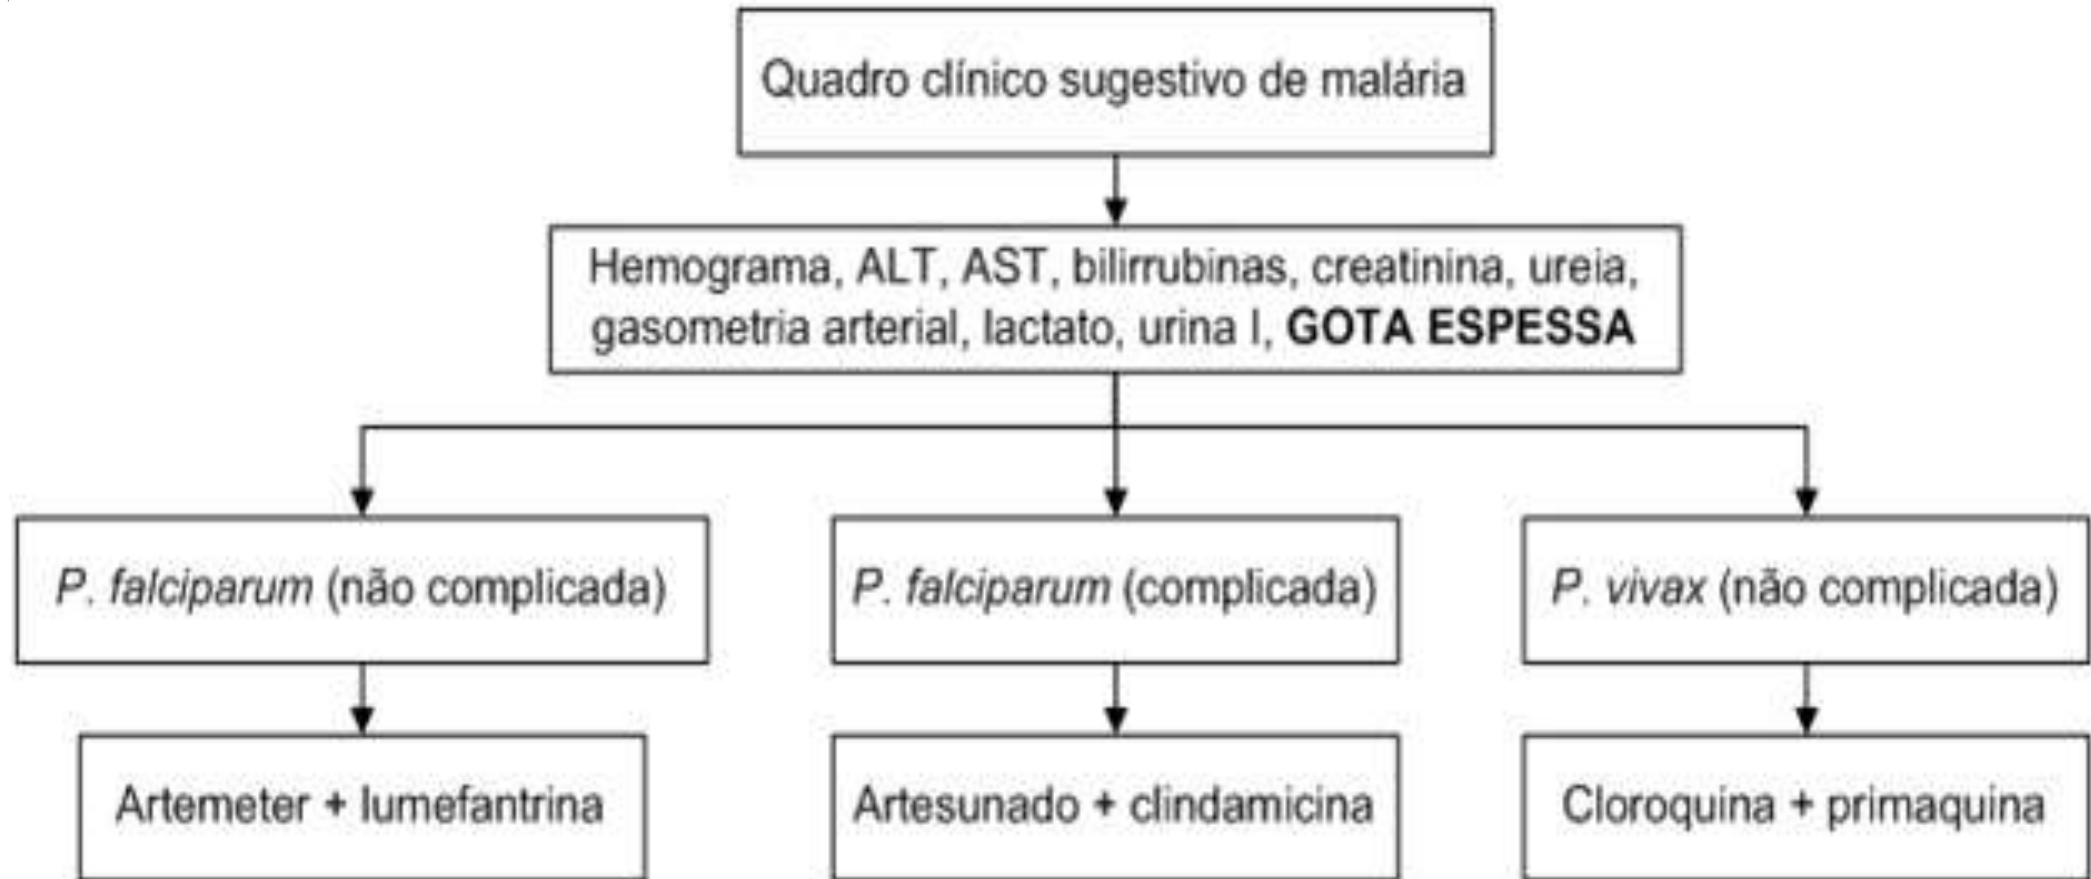 Quadro clínico sugestivo de malária
Hemograma, ALT, AST, bilirrubinas, creatinina, ureia,
gasometria arterial, lactato, urina I, GOTA ESPESSA
P. falciparum (não complicada)
P. falciparum (complicada)
P. vivax (não complicada)
Artemeter + lumefantrina
Artesunado + clindamicina
Cloroquina + primaquina